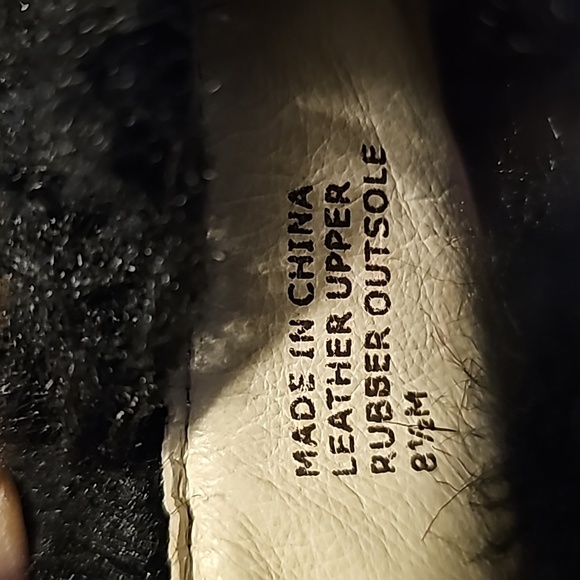 MADE IN CHINA
LEATHER UPPER
RUBBER OUTSOLE
8½M